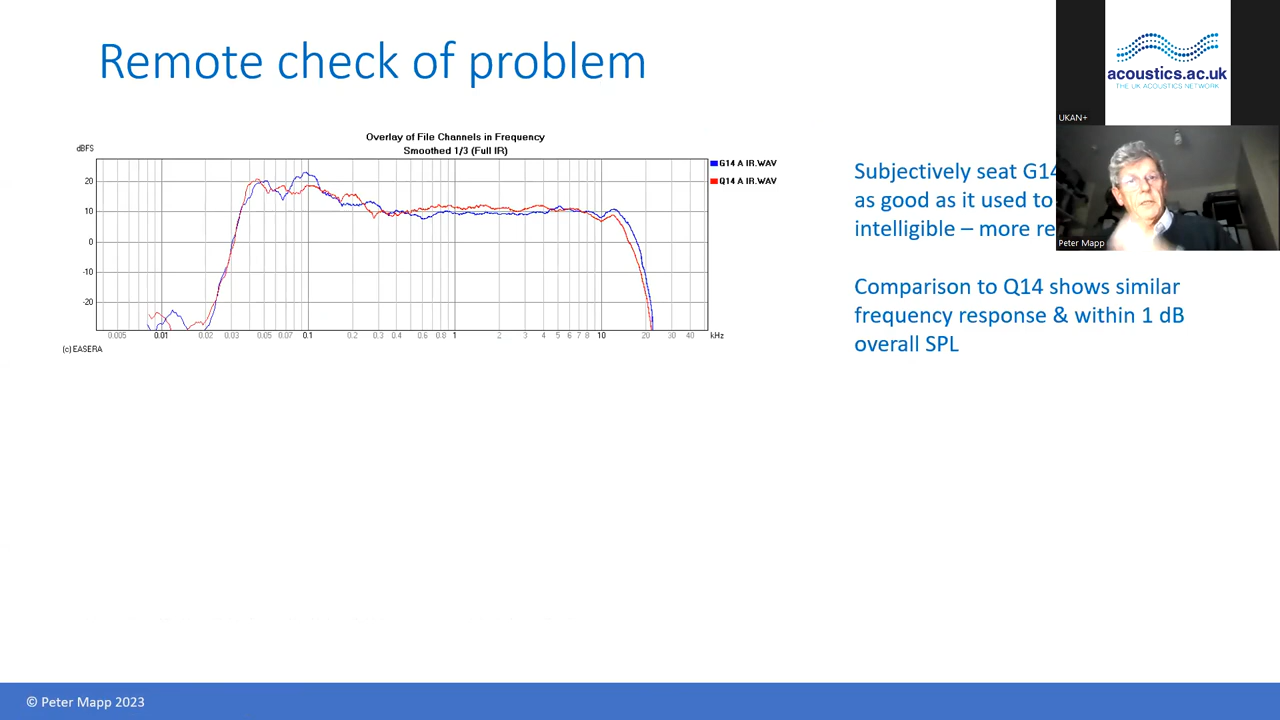 Remote check of problem
acoustics.ac.uk
THE UK ACOUSTICS NETWORK
UKAN+
Overlay of File Channels in Frequency
Smoothed 1/3 (Full IR)
dBFS
G14 A IR.WAV
Q14 A IR.WAV
20
10
0
-10
-20
0.005 0.01 0.02 0.03 0.05 0.07 0.1 0.2 0.3 0.4 0.6 0.8 1 2 3 4 5 6 7 8 10 20 30 40 kHz
(c) EASERA
Subjectively seat G14
as good as it used to
intelligible – more re
Peter Mapp
Comparison to Q14 shows similar
frequency response & within 1 dB
overall SPL
© Peter Mapp 2023